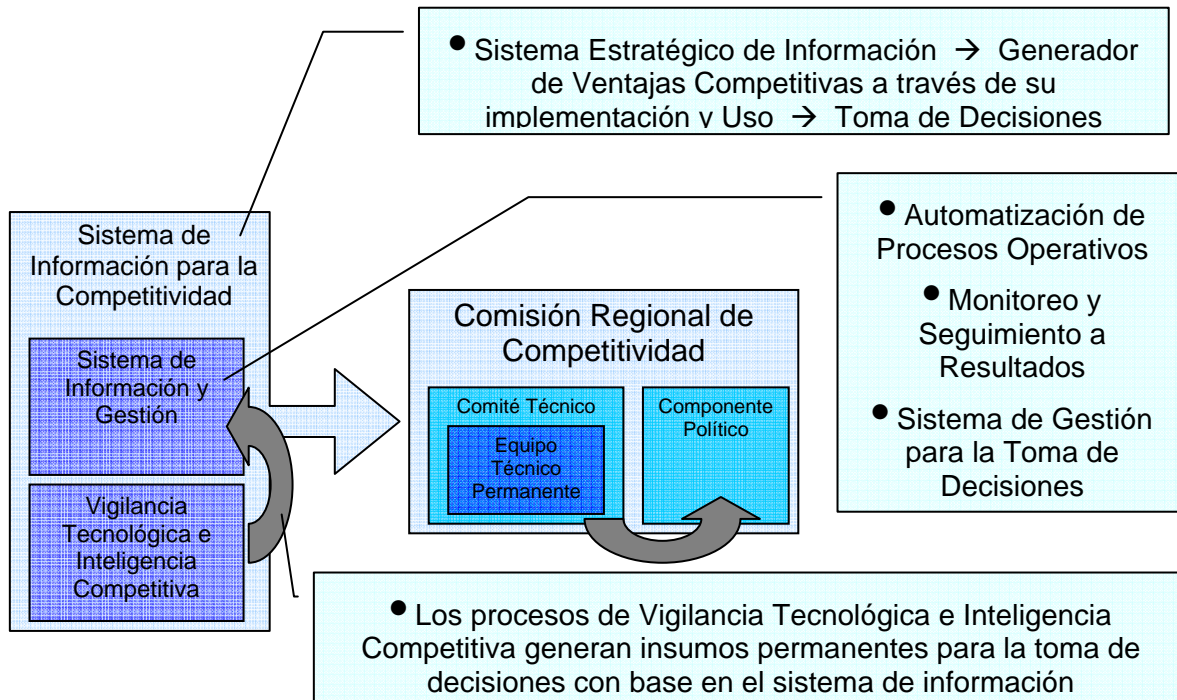 ● Sistema Estratégico de Información → Generador
de Ventajas Competitivas a través de su
implementación y Uso → Toma de Decisiones
● Automatización de
Procesos Operativos
● Monitoreo y
Seguimiento a
Resultados
● Sistema de Gestión
para la Toma de
Decisiones
Sistema de
Información para la
Competitividad
Sistema de
Información y
Gestión
Vigilancia
Tecnológica e
Inteligencia
Competitiva
Comisión Regional de
Competitividad
Comité Técnico
Equipo
Técnico
Permanente
Componente
Político
● Los procesos de Vigilancia Tecnológica e Inteligencia
Competitiva generan insumos permanentes para la toma de
decisiones con base en el sistema de información